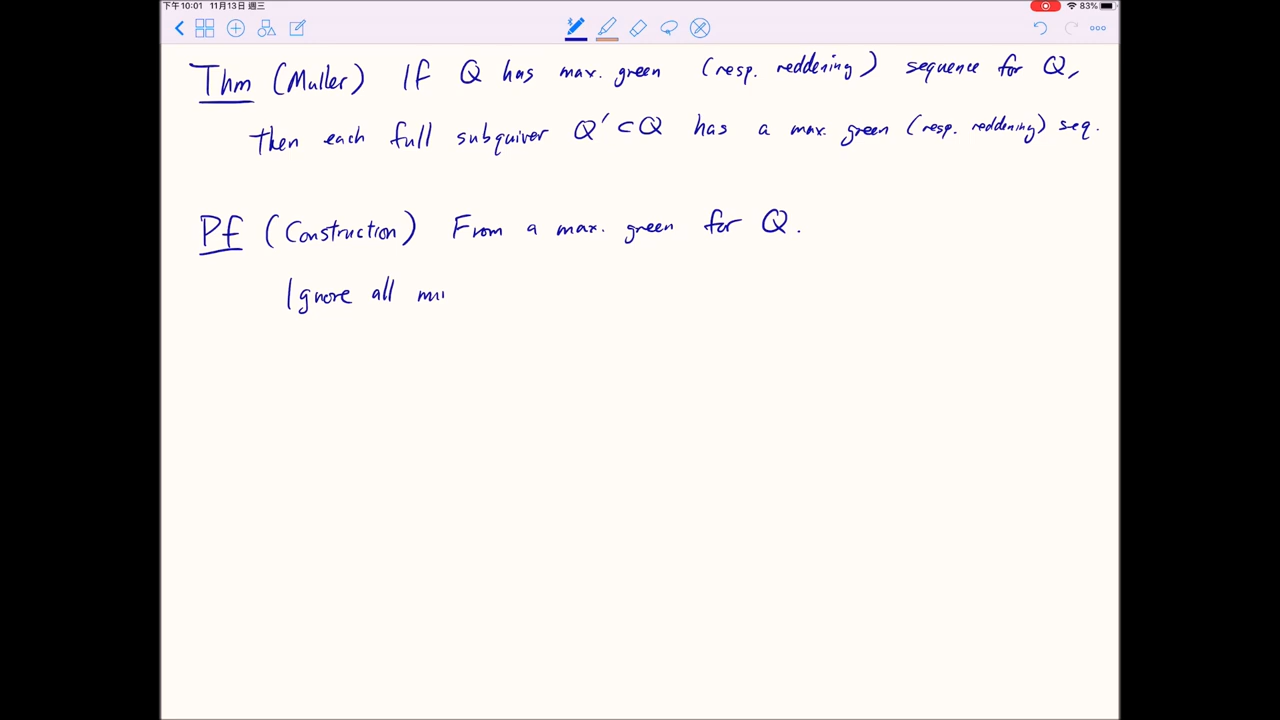 下午10:01 11月13日 週三
83%
Thm (Muller) If Q has max. green (resp. reddening) sequence for Q,
then each full subquiver Q' ⊂ Q has a max. green (resp. reddening) seq.
Pf (Construction) From a max. green for Q.
Ignore all mu